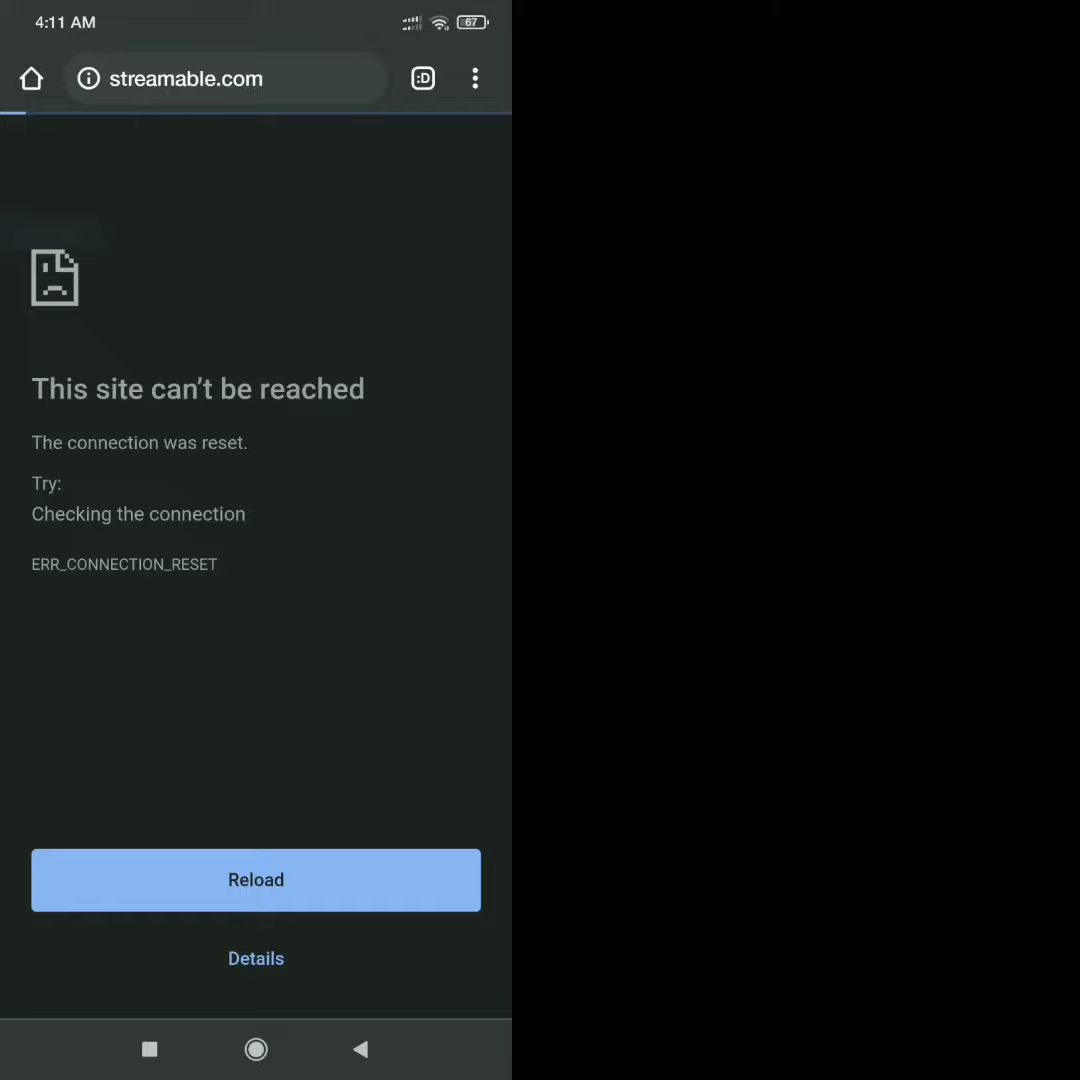 4:11 AM
67
streamable.com
:D
This site can’t be reached
The connection was reset.
Try:
Checking the connection
ERR_CONNECTION_RESET
Reload
Details